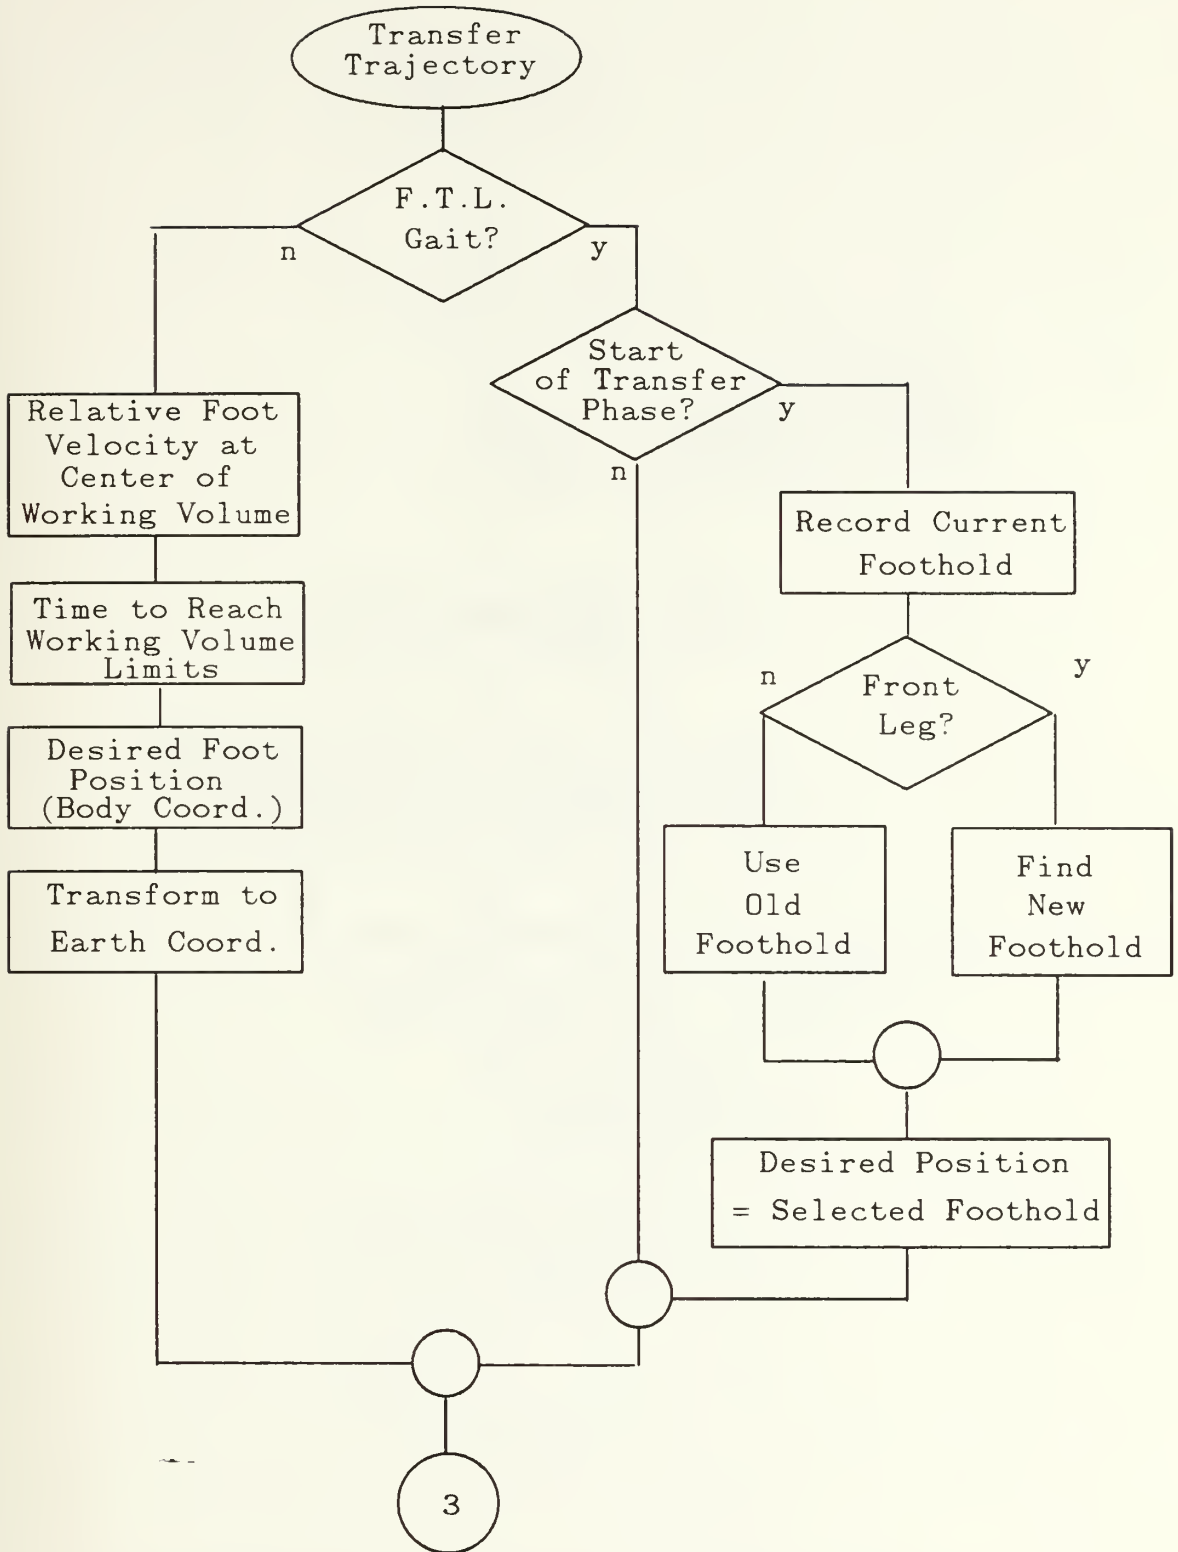 Transfer
Trajectory
F.T.L.
Gait?
n
y
Start
of Transfer
Phase?
y
n
Relative Foot
Velocity at
Center of
Working Volume
Record Current
Foothold
Time to Reach
Working Volume
Limits
n
Front
Leg?
y
Desired Foot
Position
(Body Coord.)
Use
Old
Foothold
Find
New
Foothold
Transform to
Earth Coord.
Desired Position
= Selected Foothold
3